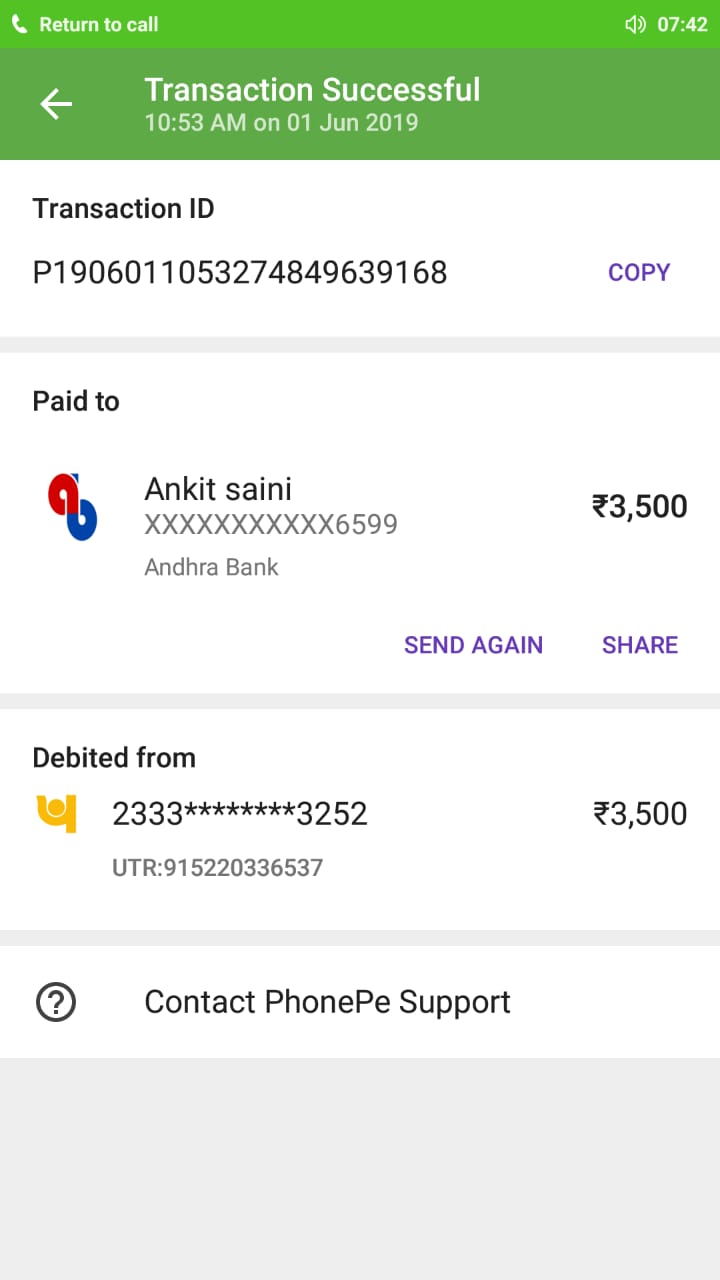 Return to call 07:42
Transaction Successful
10:53 AM on 01 Jun 2019
Transaction ID
P1906011053274849639168 COPY
Paid to
Ankit saini
XXXXXXXXXXX6599
₹3,500
Andhra Bank
SEND AGAIN SHARE
Debited from
2333********3252 ₹3,500
UTR:915220336537
Contact PhonePe Support